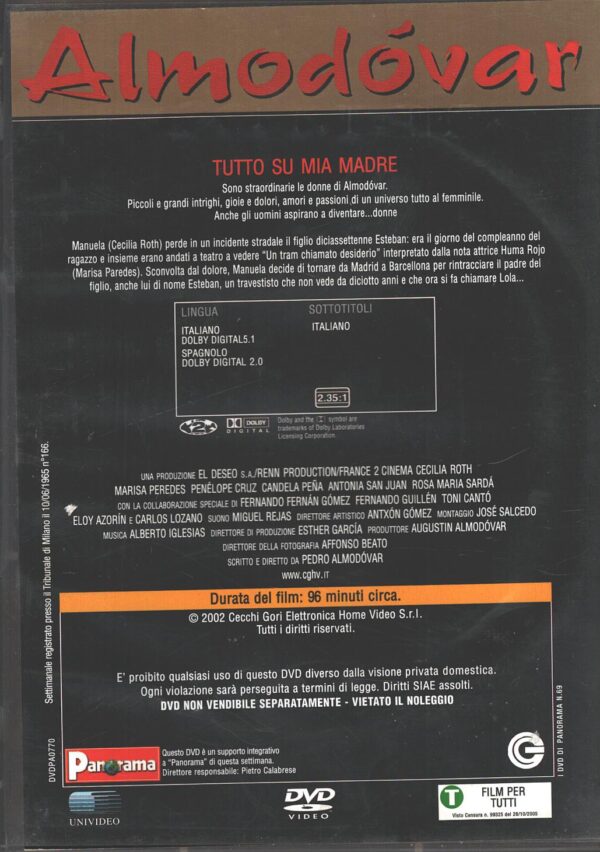 Almodóvar
TUTTO SU MIA MADRE
Sono straordinarie le donne di Almodóvar.
Piccoli e grandi intrighi, gioie e dolori, amori e passioni di un universo tutto al femminile.
Anche gli uomini aspirano a diventare...donne
Manuela (Cecilia Roth) perde in un incidente stradale il figlio diciassettenne Esteban: era il giorno del compleanno del
ragazzo e insieme erano andati a teatro a vedere "Un tram chiamato desiderio" interpretato dalla nota attrice Huma Rojo
(Marisa Paredes). Sconvolta dal dolore, Manuela decide di tornare da Madrid a Barcellona per rintracciare il padre del
figlio, anche lui di nome Esteban, un travestisto che non vede da diciotto anni e che ora si fa chiamare Lola...
LINGUA
ITALIANO
DOLBY DIGITAL5.1
SPAGNOLO
DOLBY DIGITAL 2.0
SOTTOTITOLI
ITALIANO
2.35:1
2
DOLBY
DIGITAL
Dolby and the symbol are
trademarks of Dolby Laboratories
Licensing Corporation.
UNA PRODUZIONE EL DESEO S.A./RENN PRODUCTION/FRANCE 2 CINEMA CECILIA ROTH
MARISA PEREDES PENÉLOPE CRUZ CANDELA PEÑA ANTONIA SAN JUAN ROSA MARIA SARDÁ
CON LA COLLABORAZIONE SPECIALE DI FERNANDO FERNÁN GÓMEZ FERNANDO GUILLÉN TONI CANTÓ
ELOY AZORÍN E CARLOS LOZANO SUONO MIGUEL REJAS DIRETTORE ARTISTICO ANTXÓN GÓMEZ MONTAGGIO JOSÉ SALCEDO
MUSICA ALBERTO IGLESIAS DIRETTORE DI PRODUZIONE ESTHER GARCÍA PRODUTTORE AUGUSTIN ALMODÓVAR
DIRETTORE DELLA FOTOGRAFIA AFFONSO BEATO
SCRITTO E DIRETTO DA PEDRO ALMODÓVAR
www.cghv.IT
Durata del film: 96 minuti circa.
© 2002 Cecchi Gori Elettronica Home Video S.r.l.
Tutti i diritti riservati.
E' proibito qualsiasi uso di questo DVD diverso dalla visione privata domestica.
Ogni violazione sarà perseguita a termini di legge. Diritti SIAE assolti.
DVD NON VENDIBILE SEPARATAMENTE - VIETATO IL NOLEGGIO
Panorama
Questo DVD è un supporto integrativo
a "Panorama" di questa settimana.
Direttore responsabile: Pietro Calabrese
UNIVIDEO
DVD
VIDEO
T
FILM PER
TUTTI
Visto Censura n. 99325 del 28/10/2005
Settimanale registrato presso il Tribunale di Milano il 10/06/1965 n°166.
DVDPA0770
I DVD DI PANORAMA N.69